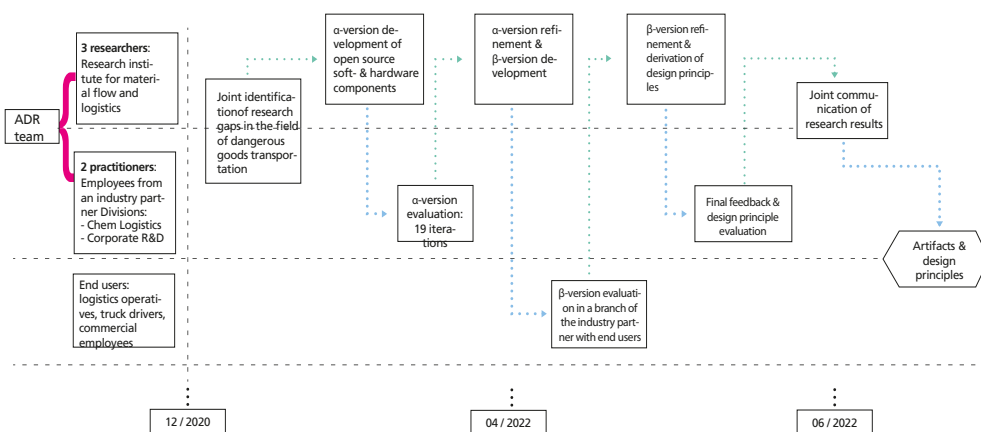 ADR
team
3 researchers:
Research insti-
tute for materi-
al flow and
logistics
2 practitioners:
Employees from
an industry part-
ner Divisions:
- Chem Logistics
- Corporate R&D
End users:
logistics operati-
ves, truck drivers,
commercial
employees
Joint identifica-
tionof research
gaps in the field
of dangerous
goods transpor-
tation
α-version de-
velopment of
open source
soft- & hardware
components
α-version
evaluation:
19 itera-
tions
α-version refi-
nement &
β-version de-
velopment
β-version evaluati-
on in a branch of
the industry part-
ner with end users
β-version refi-
nement &
derivation of
design princip-
les
Final feedback &
design principle
evaluation
Joint commu-
nication of
research results
Artifacts &
design
principles
12 / 2020
04 / 2022
06 / 2022